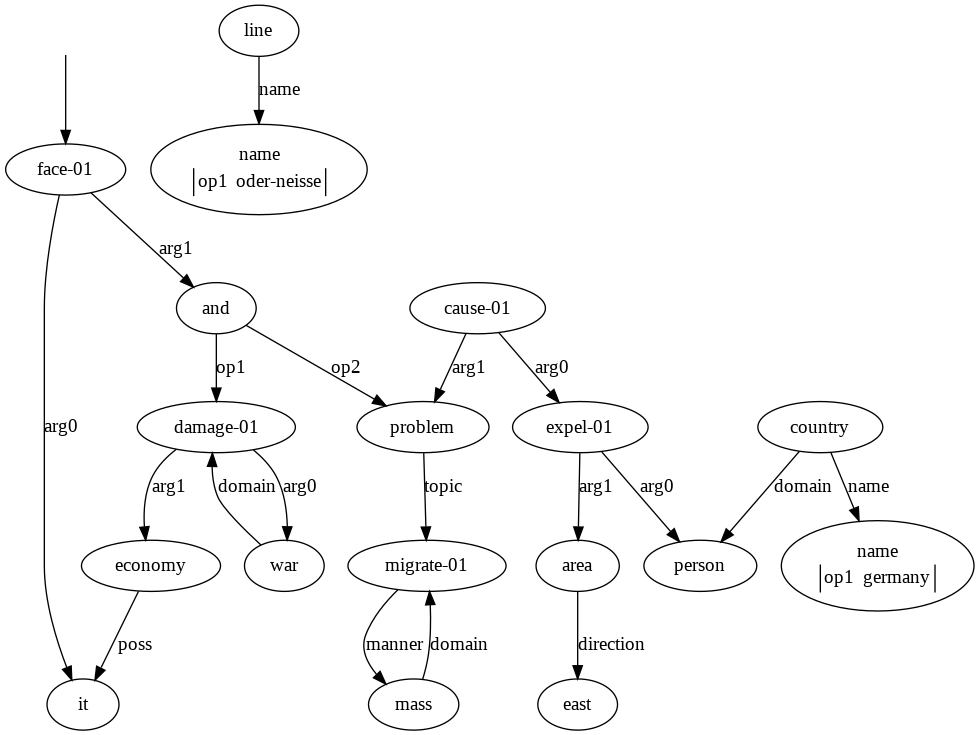 line
name
name
op1 oder-neisse
face-01
arg1
and
cause-01
op1
op2
arg1
arg0
arg0
damage-01
problem
expel-01
country
arg1
domain
arg0
topic
arg1
arg0
domain
name
economy
war
migrate-01
area
person
name
op1 germany
poss
manner
domain
direction
it
mass
east